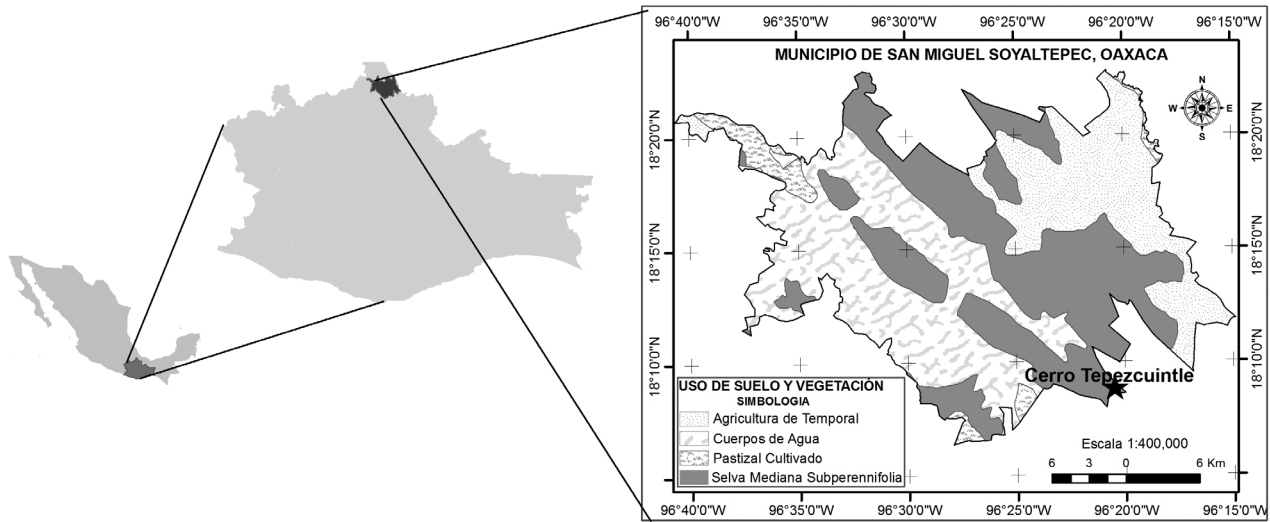 96°40'0"W 96°35'0"W 96°30'0"W 96°25'0"W 96°20'0"W 96°15'0"W
MUNICIPIO DE SAN MIGUEL SOYALTEPEC, OAXACA
N
W E
S
18°20'0"N 18°20'0"N
18°15'0"N 18°15'0"N
18°10'0"N 18°10'0"N
Cerro Tepezcuintle
USO DE SUELO Y VEGETACIÓN
SIMBOLOGIA
Agricultura de Temporal
Cuerpos de Agua
Pastizal Cultivado
Selva Mediana Subperennifolia
Escala 1:400,000
6 3 0 6 Km
96°40'0"W 96°35'0"W 96°30'0"W 96°25'0"W 96°20'0"W 96°15'0"W